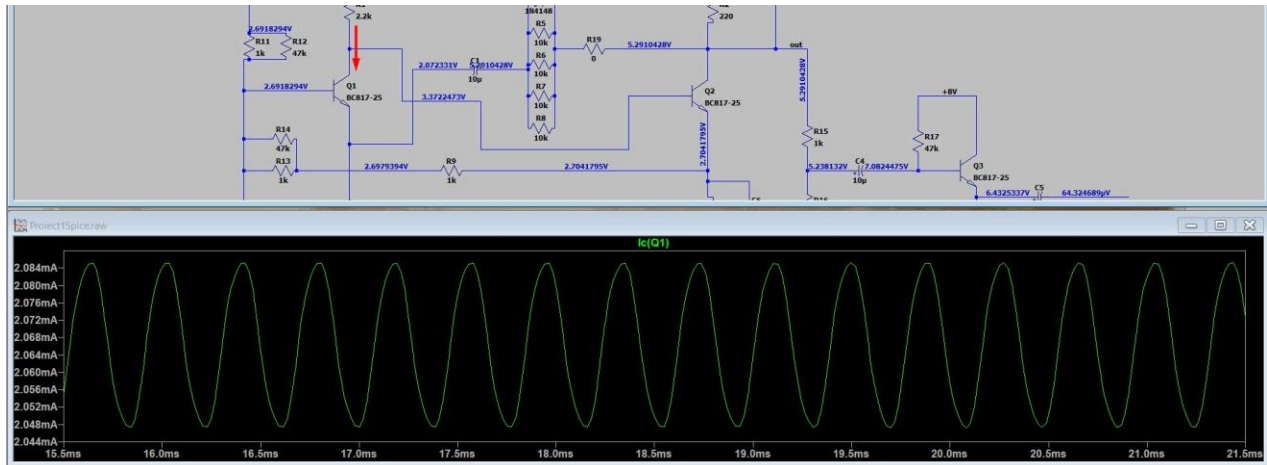 2.2k
1N4148
R5
10k
220
2.6918294V
R11
1k
R12
47k
R19
0
5.2910428V
out
2.072331V
C1
10µ
5.2910428V
R6
10k
Q1
BC817-25
2.6918294V
3.3722473V
R7
10k
Q2
BC817-25
5.2910428V
+8V
R8
10k
R14
47k
R13
1k
2.6979394V
R9
1k
2.7041795V
2.7041795V
R15
1k
R17
47k
5.238132V
C4
10µ
7.0824475V
Q3
BC817-25
6.4325337V
C5
64.324689µV
Project1Spice.raw
Ic(Q1)
2.084mA
2.080mA
2.076mA
2.072mA
2.068mA
2.064mA
2.060mA
2.056mA
2.052mA
2.048mA
2.044mA
15.5ms
16.0ms
16.5ms
17.0ms
17.5ms
18.0ms
18.5ms
19.0ms
19.5ms
20.0ms
20.5ms
21.0ms
21.5ms